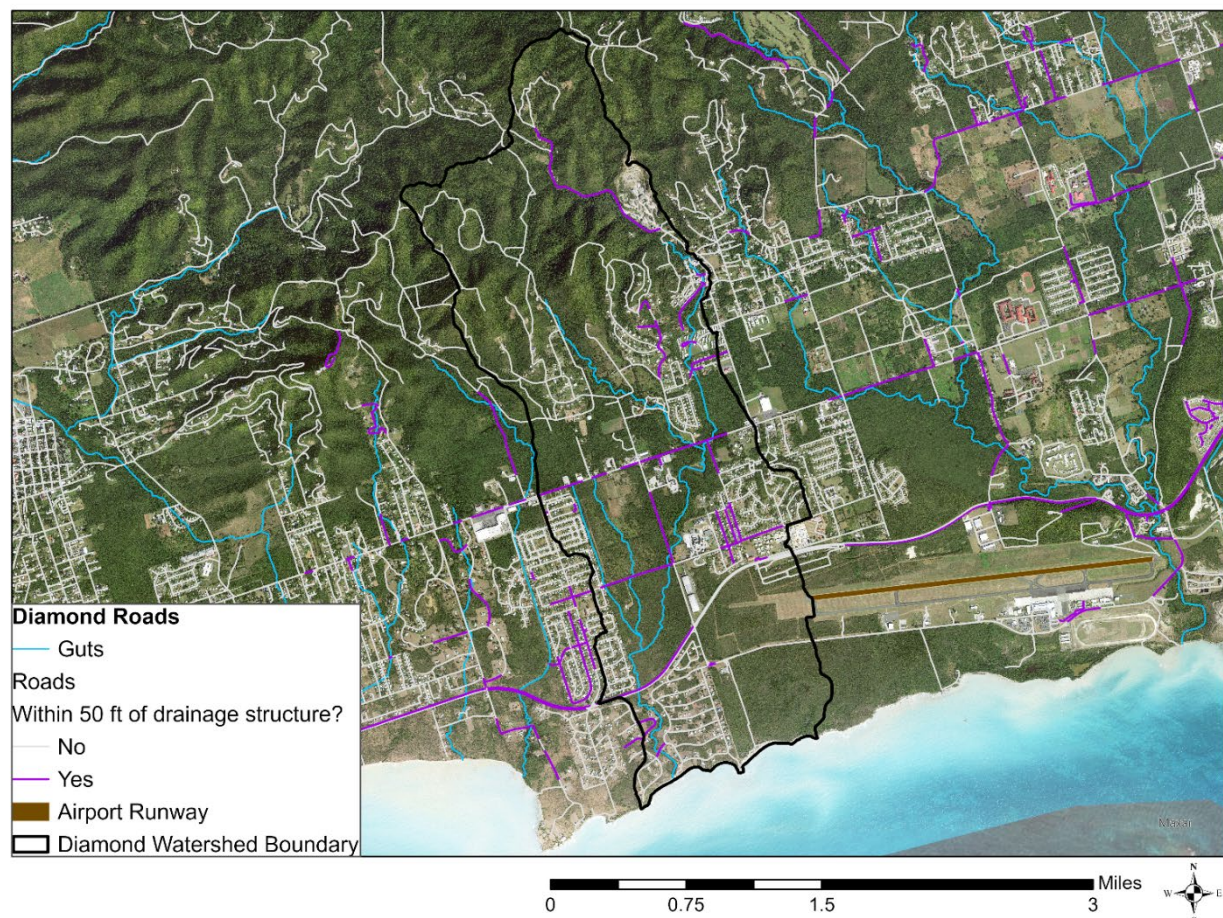 Diamond Roads
Guts
Roads
Within 50 ft of drainage structure?
No
Yes
Airport Runway
Diamond Watershed Boundary
Miles
0 0.75 1.5 3
N
W E